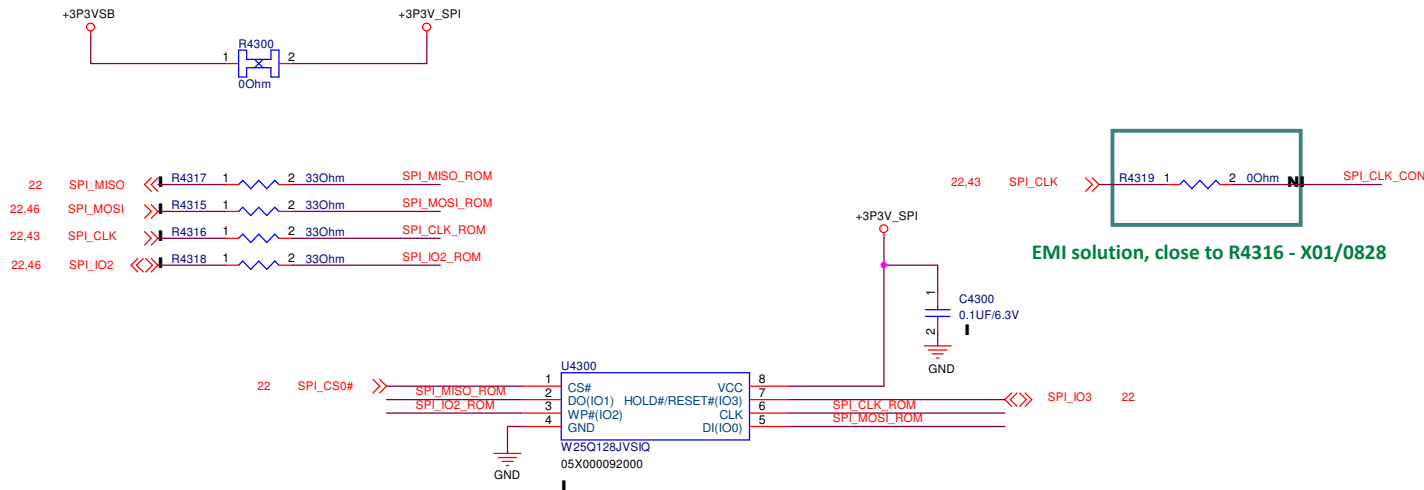 +3P3VSB +3P3V_SPI
R4300
1 2
0Ohm
22 SPI_MISO R4317 1 2 33Ohm SPI_MISO_ROM
22,46 SPI_MOSI R4315 1 2 33Ohm SPI_MOSI_ROM
22,43 SPI_CLK R4316 1 2 33Ohm SPI_CLK_ROM
22,46 SPI_IO2 R4318 1 2 33Ohm SPI_IO2_ROM
22,43 SPI_CLK R4319 1 2 0Ohm NI SPI_CLK_CON
EMI solution, close to R4316 - X01/0828
+3P3V_SPI
1
C4300
0.1UF/6.3V
2
I
GND
U4300
22 SPI_CS0# 1 CS# VCC 8
SPI_MISO_ROM 2 DO(IO1) HOLD#/RESET#(IO3) 7 SPI_IO3 22
SPI_IO2_ROM 3 WP#(IO2) CLK 6 SPI_CLK_ROM
4 GND DI(IO0) 5 SPI_MOSI_ROM
W25Q128JVSIQ
05X000092000
GND
I